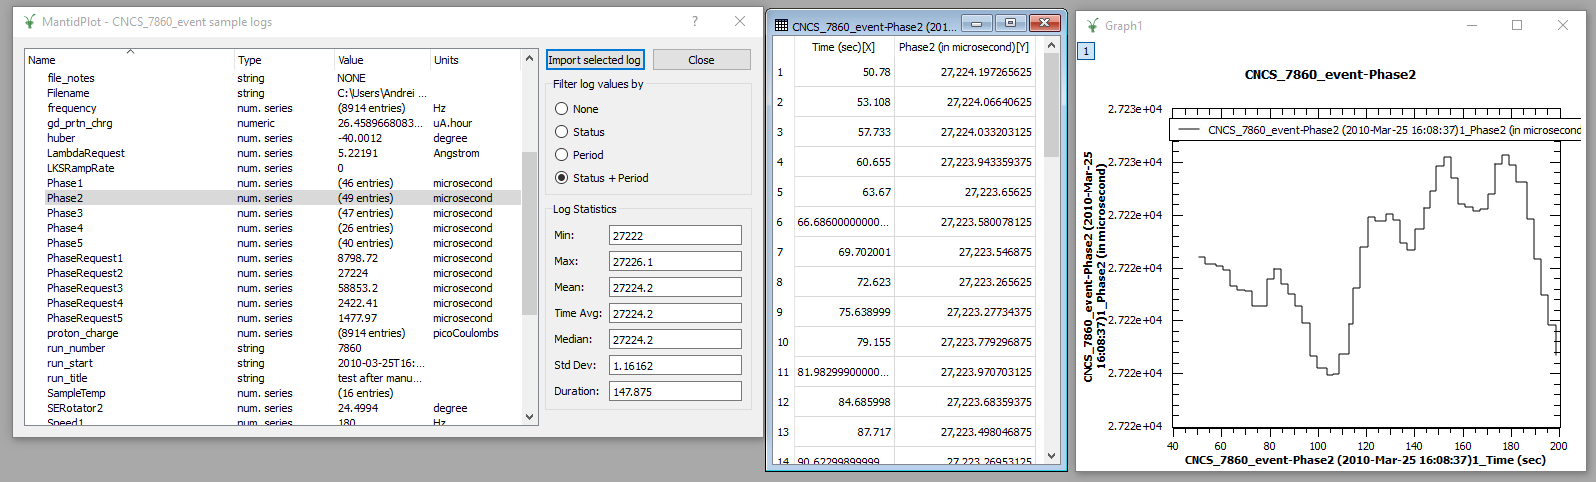 MantidPlot - CNCS_7860_event sample logs
Name Type Value Units
file_notes string NONE
Filename string C:\Users\Andrei ...
frequency num. series (8914 entries) Hz
gd_prtn_chrg numeric 26.4589668083... uA.hour
huber num. series -40.0012 degree
LambdaRequest num. series 5.22191 Angstrom
LKSRampRate num. series 0
Phase1 num. series (46 entries) microsecond
Phase2 num. series (49 entries) microsecond
Phase3 num. series (47 entries) microsecond
Phase4 num. series (26 entries) microsecond
Phase5 num. series (40 entries) microsecond
PhaseRequest1 num. series 8798.72 microsecond
PhaseRequest2 num. series 27224 microsecond
PhaseRequest3 num. series 58853.2 microsecond
PhaseRequest4 num. series 2422.41 microsecond
PhaseRequest5 num. series 1477.97 microsecond
proton_charge num. series (8914 entries) picoCoulombs
run_number string 7860
run_start string 2010-03-25T16:...
run_title string test after manu...
SampleTemp num. series (16 entries)
SERotator2 num. series 24.4994 degree
Speed1 num. series 180 Hz
Import selected log Close
Filter log values by
None
Status
Period
Status + Period
Log Statistics
Min: 27222
Max: 27226.1
Mean: 27224.2
Time Avg: 27224.2
Median: 27224.2
Std Dev: 1.16162
Duration: 147.875
CNCS_7860_event-Phase2 (201...
Time (sec)[X] Phase2 (in microsecond)[Y]
1 50.78 27,224.197265625
2 53.108 27,224.06640625
3 57.733 27,224.033203125
4 60.655 27,223.943359375
5 63.67 27,223.65625
6 66.68600000000... 27,223.580078125
7 69.702001 27,223.546875
8 72.623 27,223.265625
9 75.638999 27,223.27734375
10 79.155 27,223.779296875
11 81.98299900000... 27,223.970703125
12 84.685998 27,223.68359375
13 87.717 27,223.498046875
14 90.62299899999... 27,223.26953125
Graph1
1
CNCS_7860_event-Phase2
CNCS_7860_event-Phase2 (2010-Mar-25 16:08:37)1_Phase2 (in microsecond
2.723e+04
2.723e+04
2.722e+04
2.722e+04
2.722e+04
2.722e+04
2.722e+04
CNCS_7860_event-Phase2 (2010-Mar-25
16:08:37)1_Phase2 (in microsecond)
40 60 80 100 120 140 160 180 200
CNCS_7860_event-Phase2 (2010-Mar-25 16:08:37)1_Time (sec)